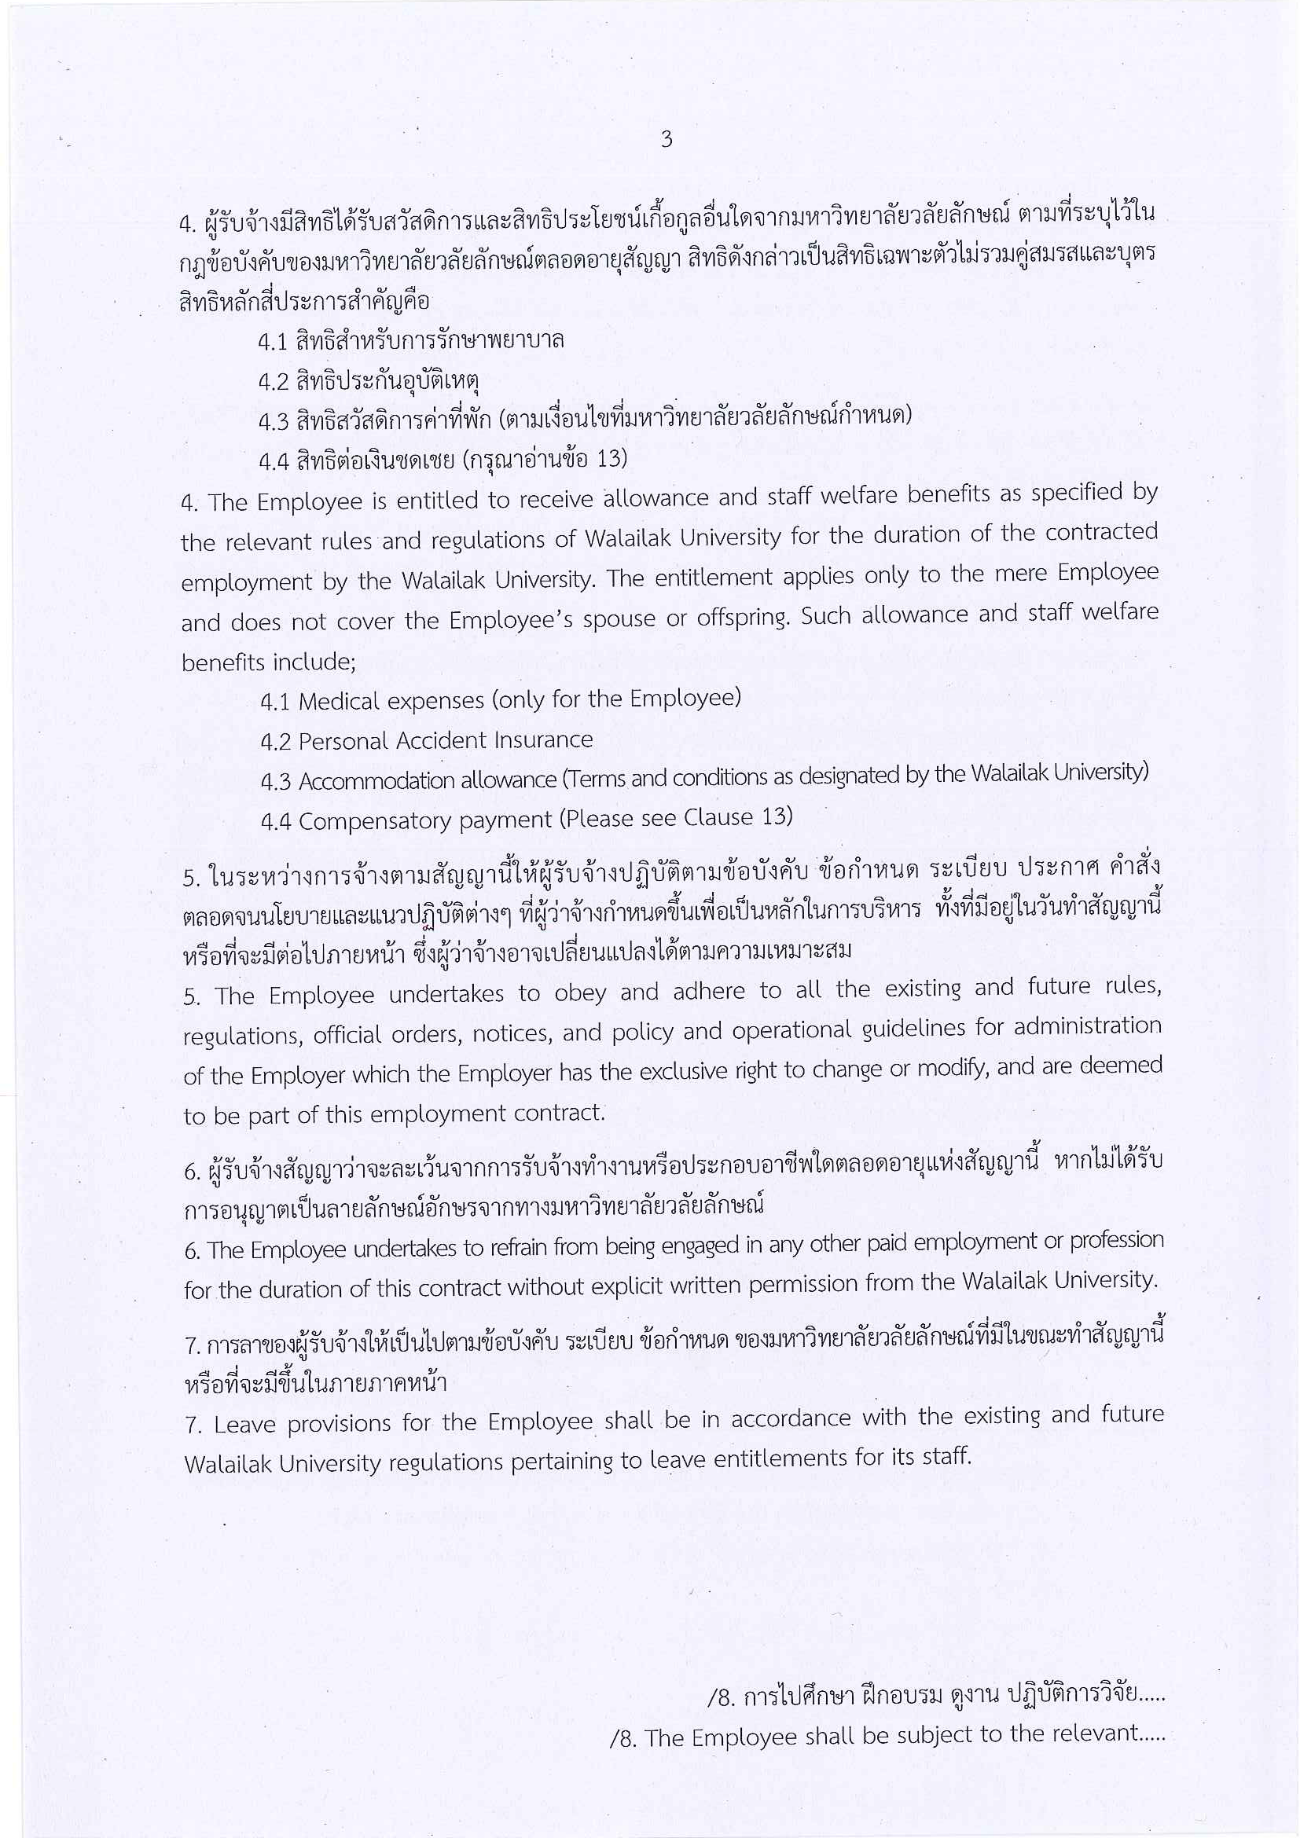 3
4. ผู้รับจ้างมีสิทธิได้รับสวัสดิการและสิทธิประโยชน์เกื้อกูลอื่นใดจากมหาวิทยาลัยวลัยลักษณ์ ตามที่ระบุไว้ใน
กฎข้อบังคับของมหาวิทยาลัยวลัยลักษณ์ตลอดอายุสัญญา สิทธิดังกล่าวเป็นสิทธิเฉพาะตัวไม่รวมคู่สมรสและบุตร
สิทธิหลักสี่ประการสำคัญคือ
4.1 สิทธิสำหรับการรักษาพยาบาล
4.2 สิทธิประกันอุบัติเหตุ
4.3 สิทธิสวัสดิการค่าที่พัก (ตามเงื่อนไขที่มหาวิทยาลัยวลัยลักษณ์กำหนด)
4.4 สิทธิต่อเงินชดเชย (กรุณาอ่านข้อ 13)
4. The Employee is entitled to receive allowance and staff welfare benefits as specified by
the relevant rules and regulations of Walailak University for the duration of the contracted
employment by the Walailak University. The entitlement applies only to the mere Employee
and does not cover the Employee's spouse or offspring. Such allowance and staff welfare
benefits include;
4.1 Medical expenses (only for the Employee)
4.2 Personal Accident Insurance
4.3 Accommodation allowance (Terms and conditions as designated by the Walailak University)
4.4 Compensatory payment (Please see Clause 13)
5. ในระหว่างการจ้างตามสัญญานี้ให้ผู้รับจ้างปฏิบัติตามข้อบังคับ ข้อกำหนด ระเบียบ ประกาศ คำสั่ง
ตลอดจนนโยบายและแนวปฏิบัติต่างๆ ที่ผู้ว่าจ้างกำหนดขึ้นเพื่อเป็นหลักในการบริหาร ทั้งที่มีอยู่ในวันทำสัญญานี้
หรือที่จะมีต่อไปภายหน้า ซึ่งผู้ว่าจ้างอาจเปลี่ยนแปลงได้ตามความเหมาะสม
5. The Employee undertakes to obey and adhere to all the existing and future rules,
regulations, official orders, notices, and policy and operational guidelines for administration
of the Employer which the Employer has the exclusive right to change or modify, and are deemed
to be part of this employment contract.
6. ผู้รับจ้างสัญญาว่าจะละเว้นจากการรับจ้างทำงานหรือประกอบอาชีพใดตลอดอายุแห่งสัญญานี้ หากไม่ได้รับ
การอนุญาตเป็นลายลักษณ์อักษรจากทางมหาวิทยาลัยวลัยลักษณ์
6. The Employee undertakes to refrain from being engaged in any other paid employment or profession
for the duration of this contract without explicit written permission from the Walailak University.
7. การลาของผู้รับจ้างให้เป็นไปตามข้อบังคับ ระเบียบ ข้อกำหนด ของมหาวิทยาลัยวลัยลักษณ์ที่มีในขณะทำสัญญานี้
หรือที่จะมีขึ้นในภายภาคหน้า
7. Leave provisions for the Employee shall be in accordance with the existing and future
Walailak University regulations pertaining to leave entitlements for its staff.
/8. การไปศึกษา ฝึกอบรม ดูงาน ปฏิบัติการวิจัย.....
/8. The Employee shall be subject to the relevant.....